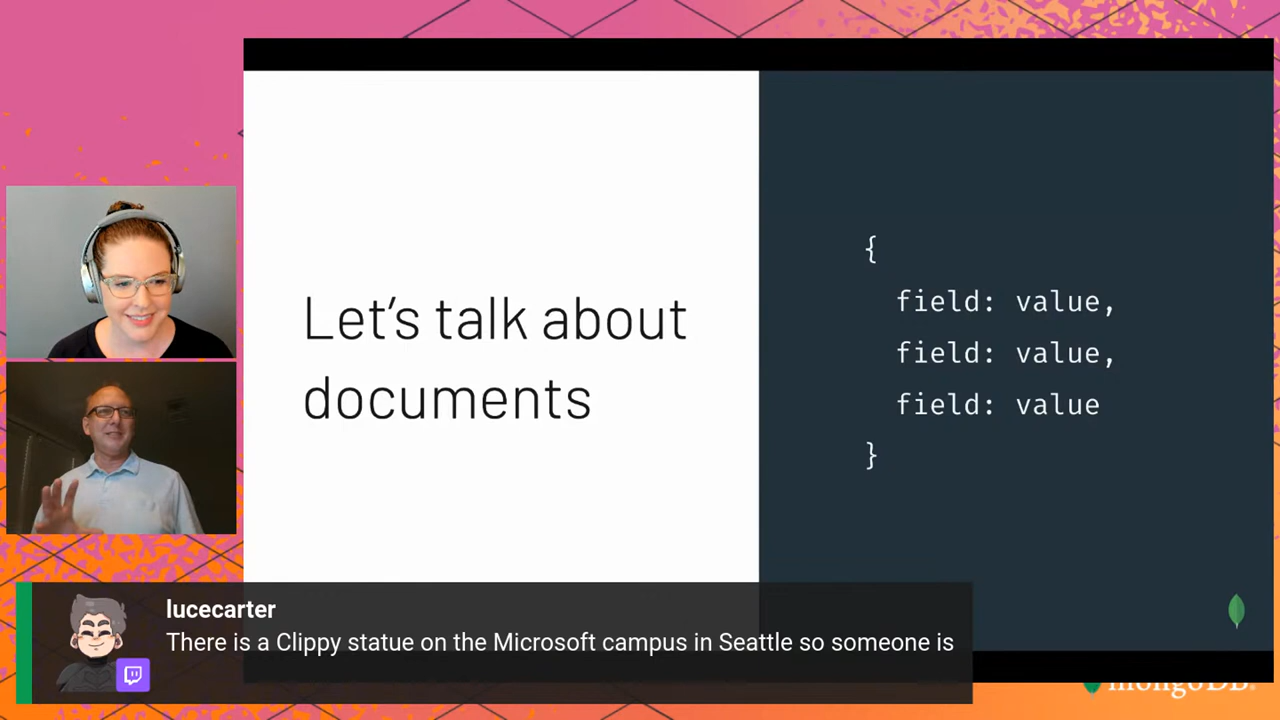 Let's talk about
documents
{
field: value,
field: value,
field: value
}
lucecarter
There is a Clippy statue on the Microsoft campus in Seattle so someone is
mongoDB.